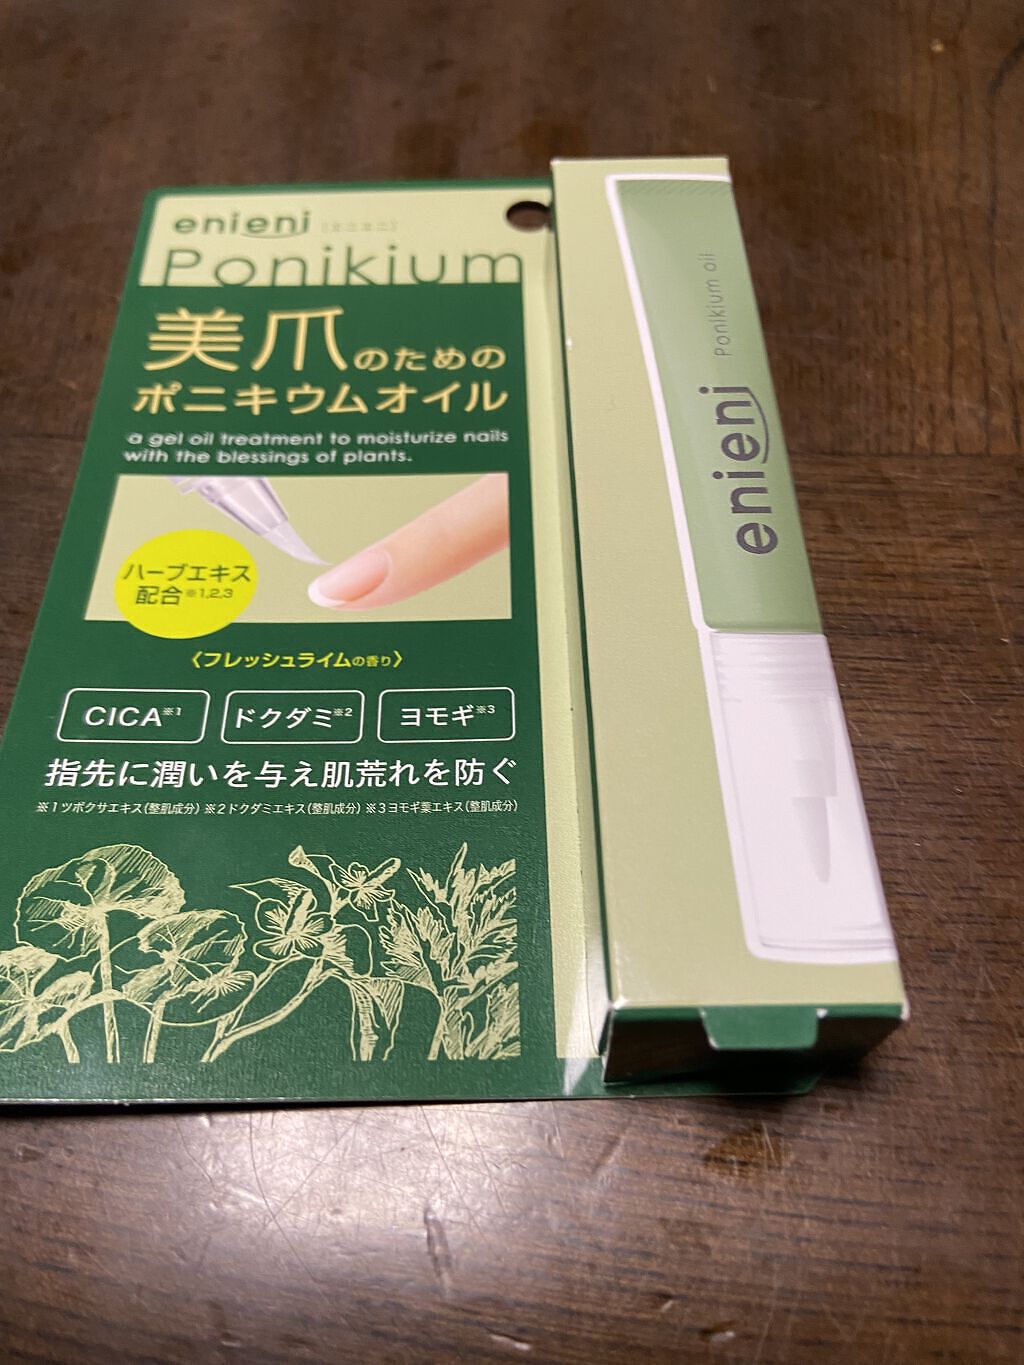 enieni [エニエニ]
Ponikium
美爪のための
ポニキウムオイル
a gel oil treatment to moisturize nails
with the blessings of plants.
ハーブエキス
配合※1,2,3
〈フレッシュライムの香り〉
CICA※1
ドクダミ※2
ヨモギ※3
指先に潤いを与え肌荒れを防ぐ
※1ツボクサエキス(整肌成分) ※2ドクダミエキス(整肌成分) ※3ヨモギ葉エキス(整肌成分)
enieni Ponikium oil